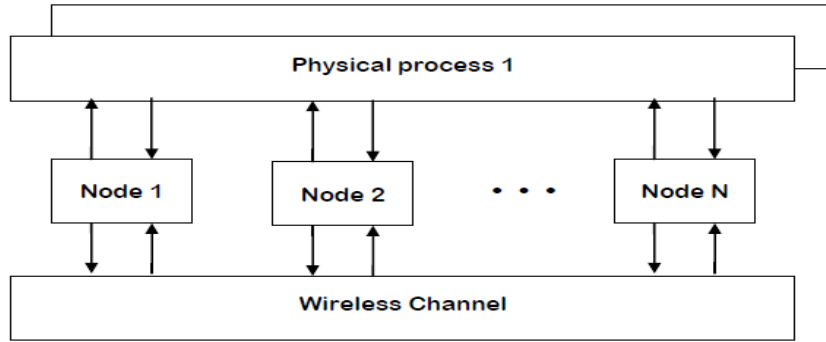 Physical process 1
Node 1
Node 2
• • •
Node N
Wireless Channel